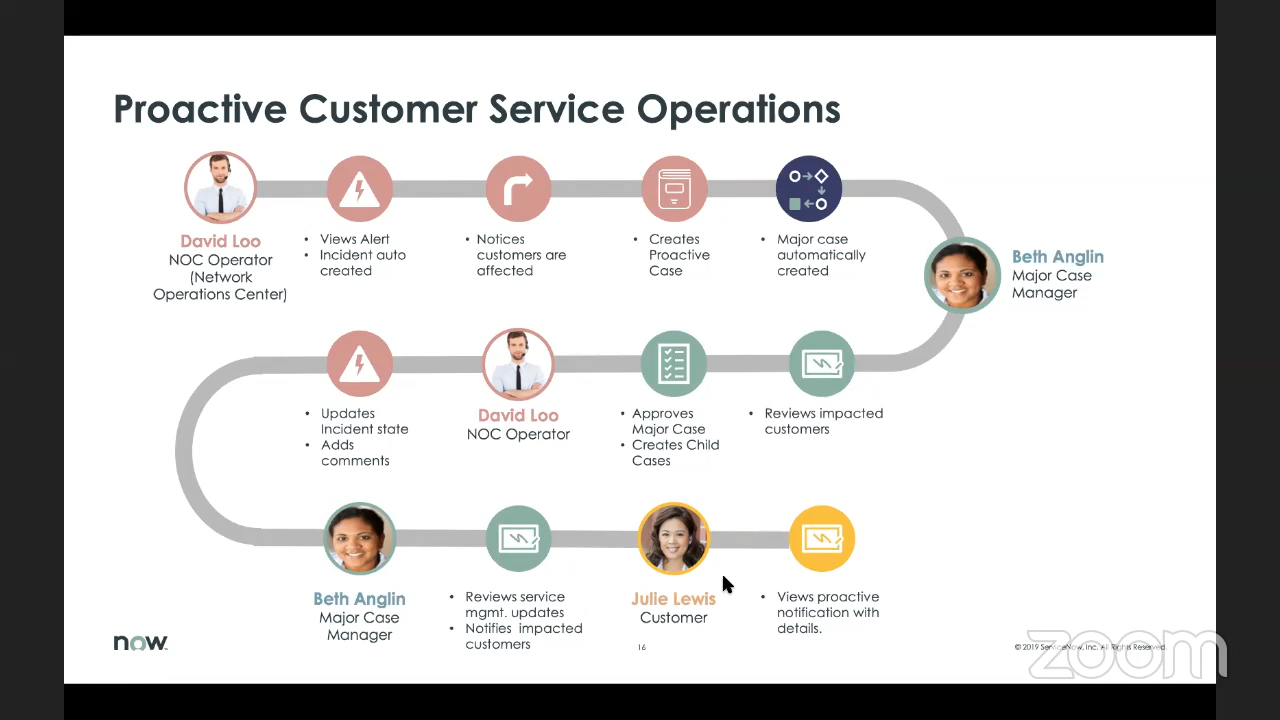 Proactive Customer Service Operations
David Loo
NOC Operator
(Network
Operations Center)
• Views Alert
• Incident auto
created
• Notices
customers are
affected
• Creates
Proactive
Case
• Major case
automatically
created
Beth Anglin
Major Case
Manager
• Updates
Incident state
• Adds
comments
David Loo
NOC Operator
• Approves
Major Case
• Creates Child
Cases
• Reviews impacted
customers
Beth Anglin
Major Case
Manager
• Reviews service
mgmt. updates
• Notifies impacted
customers
Julie Lewis
Customer
• Views proactive
notification with
details.
now
16
© 2019 ServiceNow, Inc. All Rights Reserved.
zoom